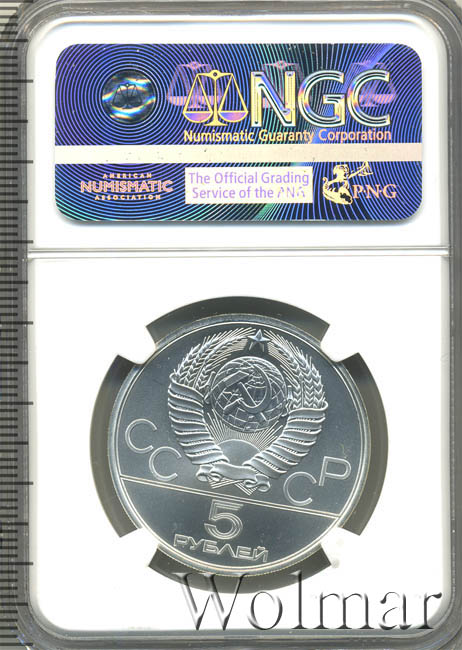 NGC
Numismatic Guaranty Corporation
AMERICAN
NUMISMATIC
ASSOCIATION
The Official Grading
Service of the ANA
PNG
СС СР
5
РУБЛЕЙ
Wolmar